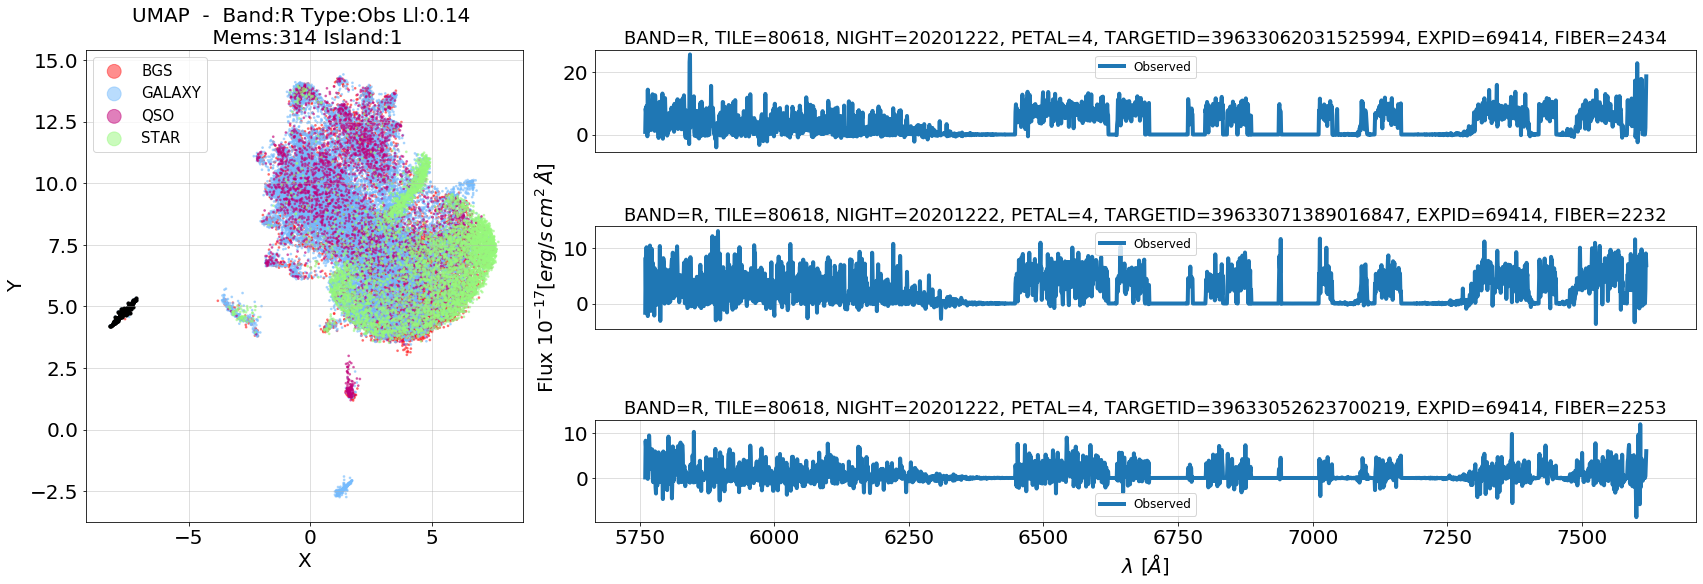 UMAP  -  Band:R Type:Obs Ll:0.14
Mems:314 Island:1
BGS
GALAXY
QSO
STAR
15.0
12.5
10.0
7.5
5.0
2.5
0.0
−2.5
Y
−5
0
5
X
Flux 10^{-17}[erg/s cm^2 Å]
BAND=R, TILE=80618, NIGHT=20201222, PETAL=4, TARGETID=39633062031525994, EXPID=69414, FIBER=2434
Observed
20
0
BAND=R, TILE=80618, NIGHT=20201222, PETAL=4, TARGETID=39633071389016847, EXPID=69414, FIBER=2232
Observed
10
0
BAND=R, TILE=80618, NIGHT=20201222, PETAL=4, TARGETID=39633052623700219, EXPID=69414, FIBER=2253
Observed
10
0
5750
6000
6250
6500
6750
7000
7250
7500
λ [Å]